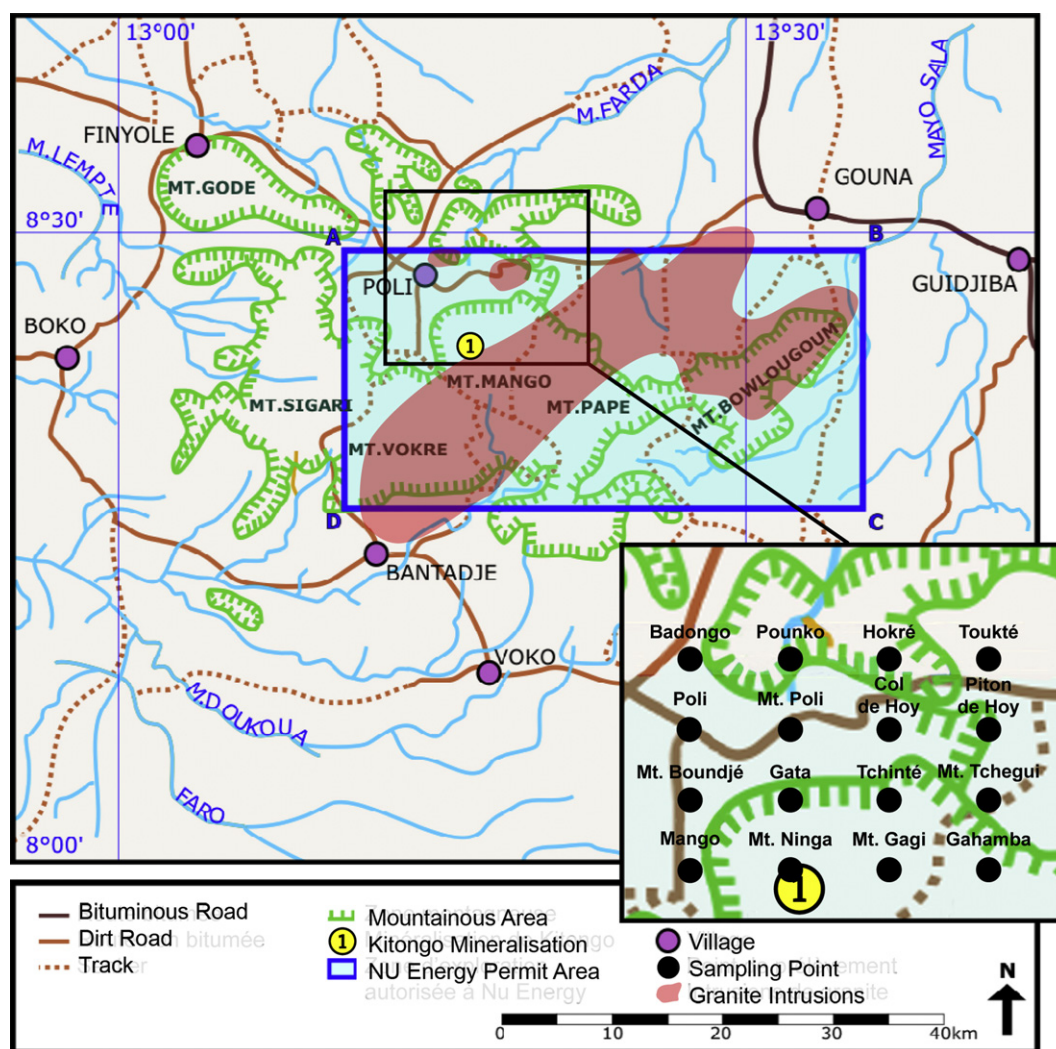 13°00'
13°30'
MAYO SALA
M.FARDA
FINYOLE
M.LEMPTE
MT.GODE
GOUNA
8°30'
A
B
POLI
GUIDJIBA
BOKO
1
MT.MANGO
MT.SIGARI
MT.PAPE
MT.BOWLOUGOUM
MT.VOKRE
D
C
BANTADJE
VOKO
M.DOUKOUA
FARO
8°00'
Badongo
Pounko
Hokré
Toukté
Poli
Mt. Poli
Col
de Hoy
Piton
de Hoy
Mt. Boundjé
Gata
Tchinté
Mt. Tchegui
Mango
Mt. Ninga
Mt. Gagi
Gahamba
1
Bituminous Road
Dirt Road
Track
Mountainous Area
1 Kitongo Mineralisation
NU Energy Permit Area
autorisée à Nu Energy
Village
Sampling Point
Granite Intrusions
N
0 10 20 30 40km